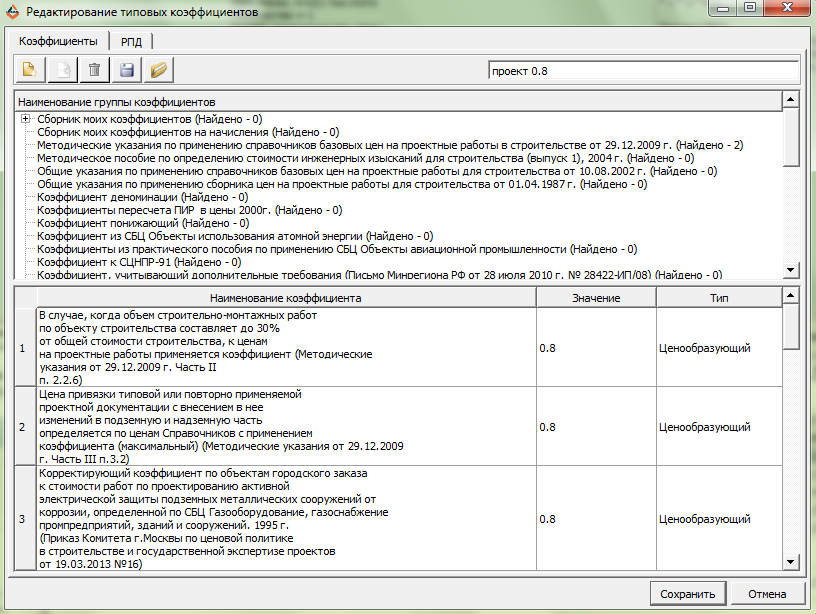 Редактирование типовых коэффициентов
Коэффициенты
РПД
проект 0.8
Наименование группы коэффициентов
Сборник моих коэффициентов (Найдено - 0)
Сборник моих коэффициентов на начисления (Найдено - 0)
Методические указания по применению справочников базовых цен на проектные работы в строительстве от 29.12.2009 г. (Найдено - 2)
Методическое пособие по определению стоимости инженерных изысканий для строительства (выпуск 1), 2004 г. (Найдено - 0)
Общие указания по применению справочников базовых цен на проектные работы для строительства от 10.08.2002 г. (Найдено - 0)
Общие указания по применению сборника цен на проектные работы для строительства от 01.04.1987 г. (Найдено - 0)
Коэффициент деноминации (Найдено - 0)
Коэффициенты пересчета ПИР в цены 2000г. (Найдено - 0)
Коэффициент понижающий (Найдено - 0)
Коэффициент из СБЦ Объекты использования атомной энергии (Найдено - 0)
Коэффициенты из практического пособия по применению СБЦ Объекты авиационной промышленности (Найдено - 0)
Коэффициент к СЦНПР-91 (Найдено - 0)
Коэффициент, учитывающий дополнительные требования (Письмо Минрегиона РФ от 28 июля 2010 г. № 28422-ИП/08) (Найдено - 0)
Наименование коэффициента
Значение
Тип
1
В случае, когда объем строительно-монтажных работ
по объекту строительства составляет до 30%
от общей стоимости строительства, к ценам
на проектные работы применяется коэффициент (Методические
указания от 29.12.2009 г. Часть II
п. 2.2.6)
0.8
Ценообразующий
2
Цена привязки типовой или повторно применяемой
проектной документации с внесением в нее
изменений в подземную и надземную часть
определяется по ценам Справочников с применением
коэффициента (максимальный) (Методические указания от 29.12.2009
г. Часть III п.3.2)
0.8
Ценообразующий
3
Корректирующий коэффициент по объектам городского заказа
к стоимости работ по проектированию активной
электрической защиты подземных металлических сооружений от
коррозии, определенной по СБЦ Газооборудование, газоснабжение
промпредприятий, зданий и сооружений. 1995 г.
(Приказ Комитета г.Москвы по ценовой политике
в строительстве и государственной экспертизе проектов
от 19.03.2013 №16)
0.8
Ценообразующий
Сохранить
Отмена